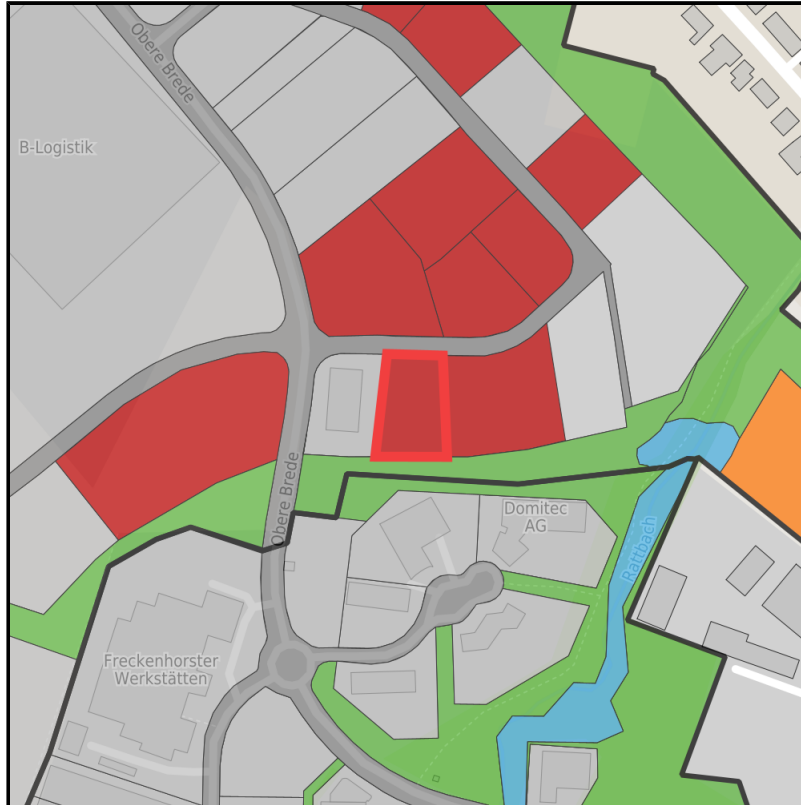 Obere Brede
B-Logistik
Obere Brede
Domitec
AG
Rattbach
Freckenhorster
Werkstätten